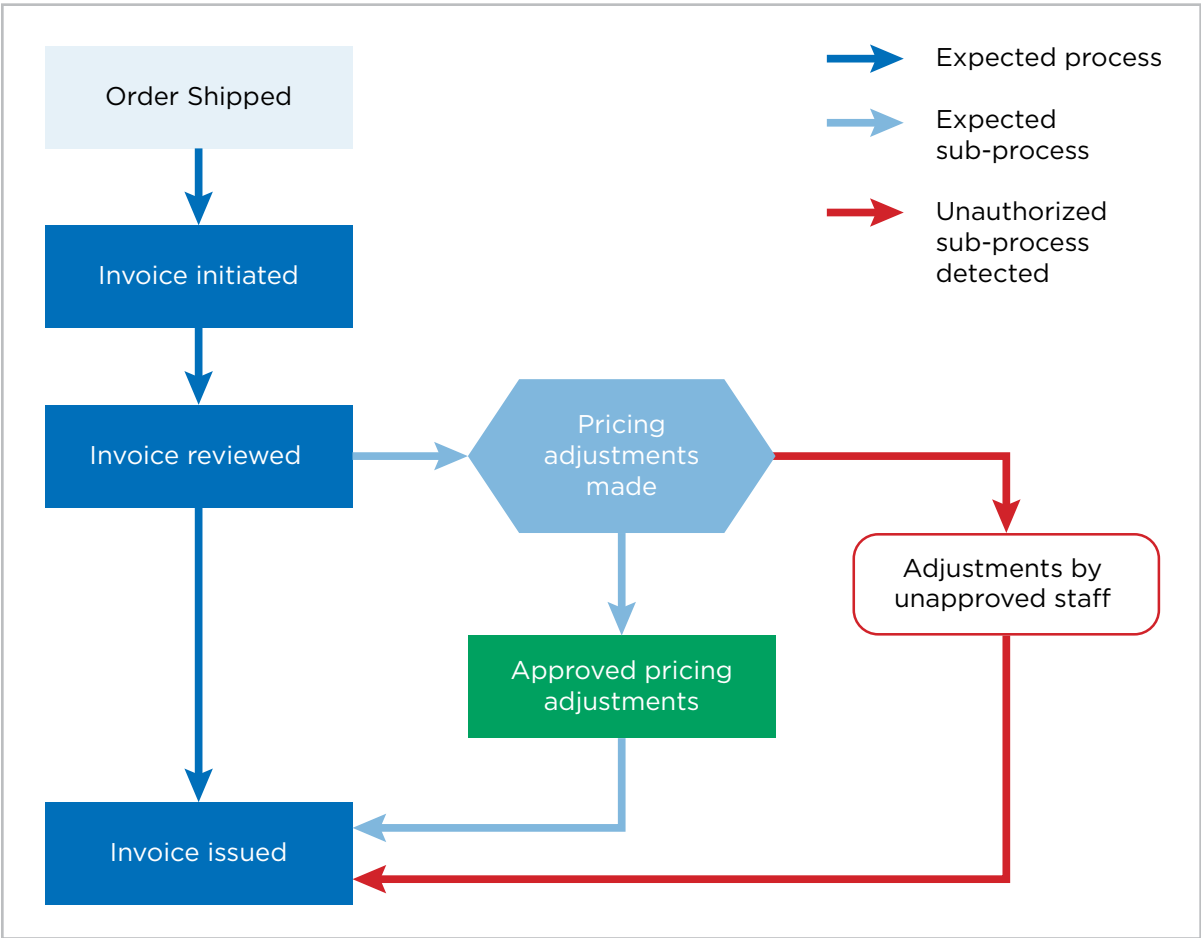 Order Shipped
Expected process
Expected
sub-process
Unauthorized
sub-process
detected
Invoice initiated
Invoice reviewed
Pricing
adjustments
made
Adjustments by
unapproved staff
Approved pricing
adjustments
Invoice issued